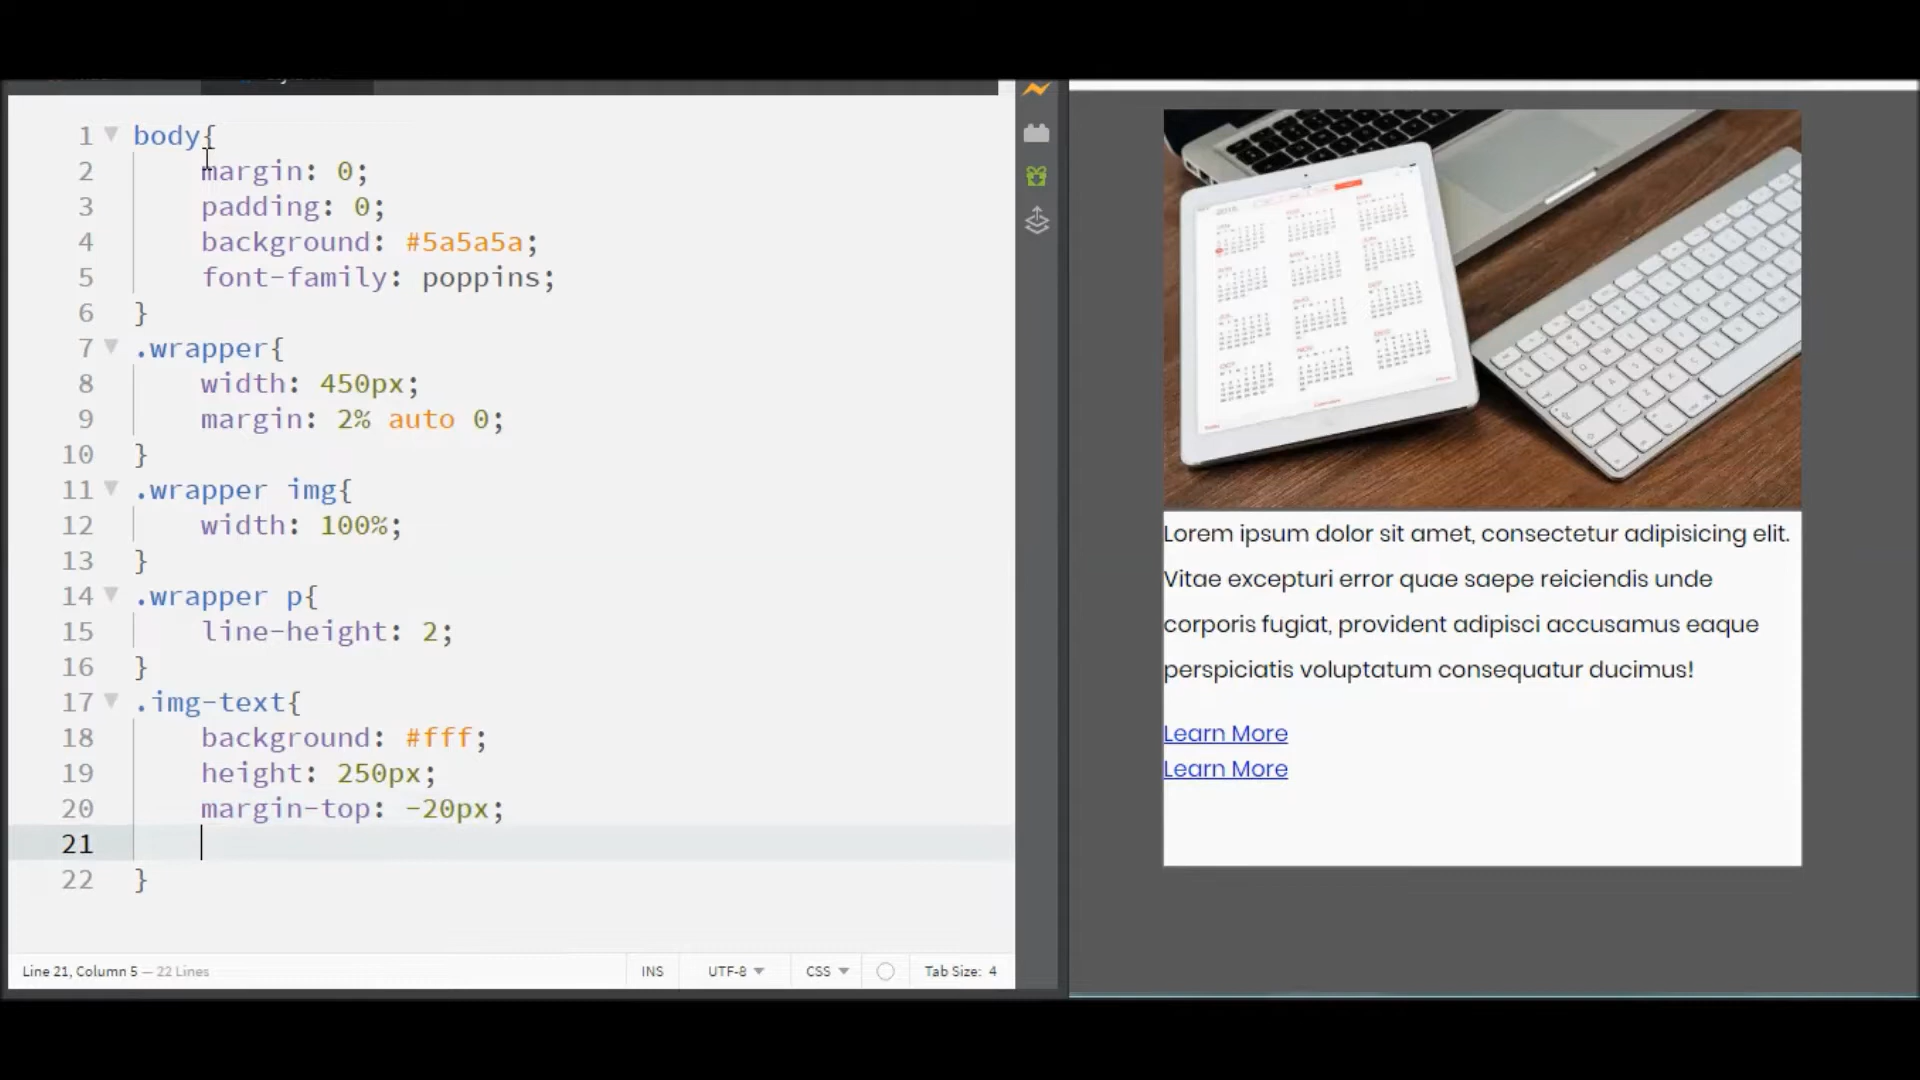 1 body{
2 margin: 0;
3 padding: 0;
4 background: #5a5a5a;
5 font-family: poppins;
6 }
7 .wrapper{
8 width: 450px;
9 margin: 2% auto 0;
10 }
11 .wrapper img{
12 width: 100%;
13 }
14 .wrapper p{
15 line-height: 2;
16 }
17 .img-text{
18 background: #fff;
19 height: 250px;
20 margin-top: -20px;
21
22 }
Line 21, Column 5 — 22 Lines
INS
UTF-8
CSS
Tab Size: 4
Lorem ipsum dolor sit amet, consectetur adipisicing elit.
Vitae excepturi error quae saepe reiciendis unde
corporis fugiat, provident adipisci accusamus eaque
perspiciatis voluptatum consequatur ducimus!
Learn More
Learn More